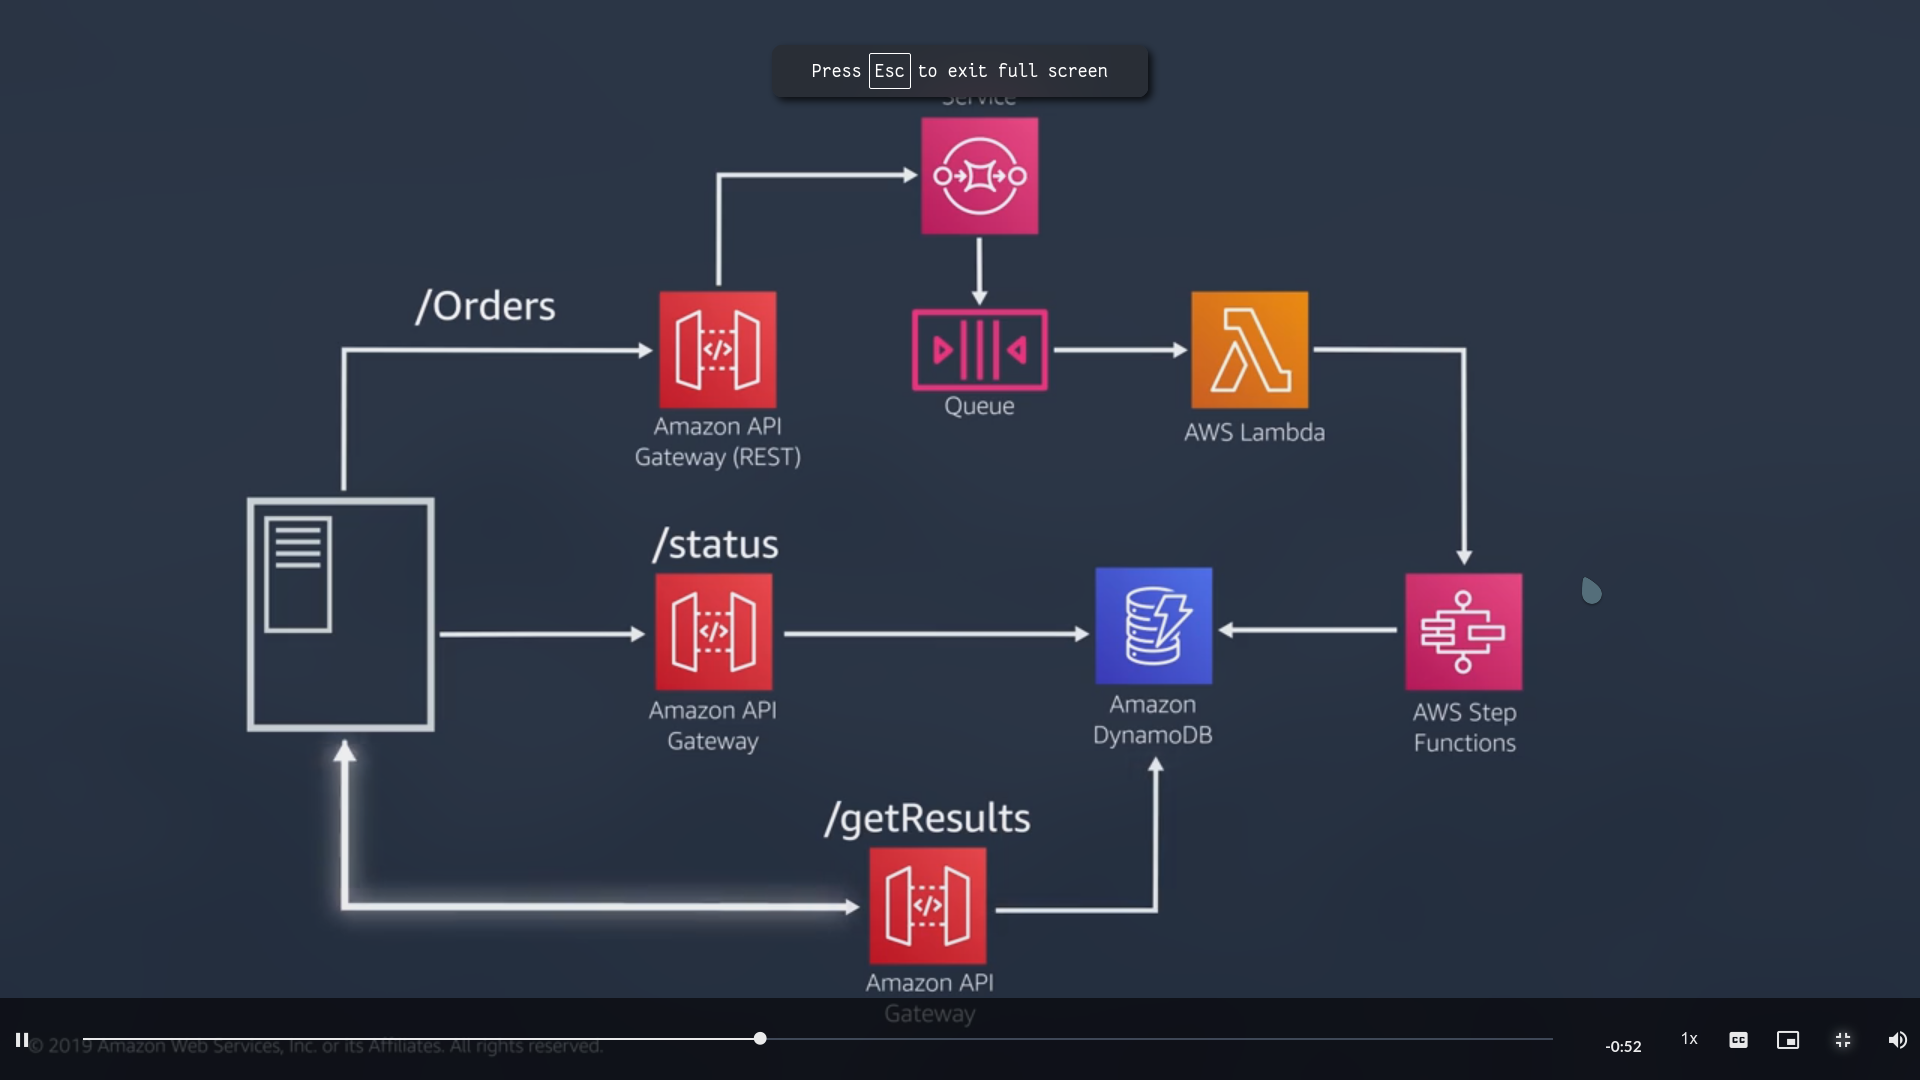 Press Esc to exit full screen
Service
/Orders
Amazon API
Gateway (REST)
Queue
AWS Lambda
/status
Amazon API
Gateway
Amazon
DynamoDB
AWS Step
Functions
/getResults
Amazon API
Gateway
© 2019 Amazon Web Services, Inc. or its Affiliates. All rights reserved.
-0:52
1x
CC